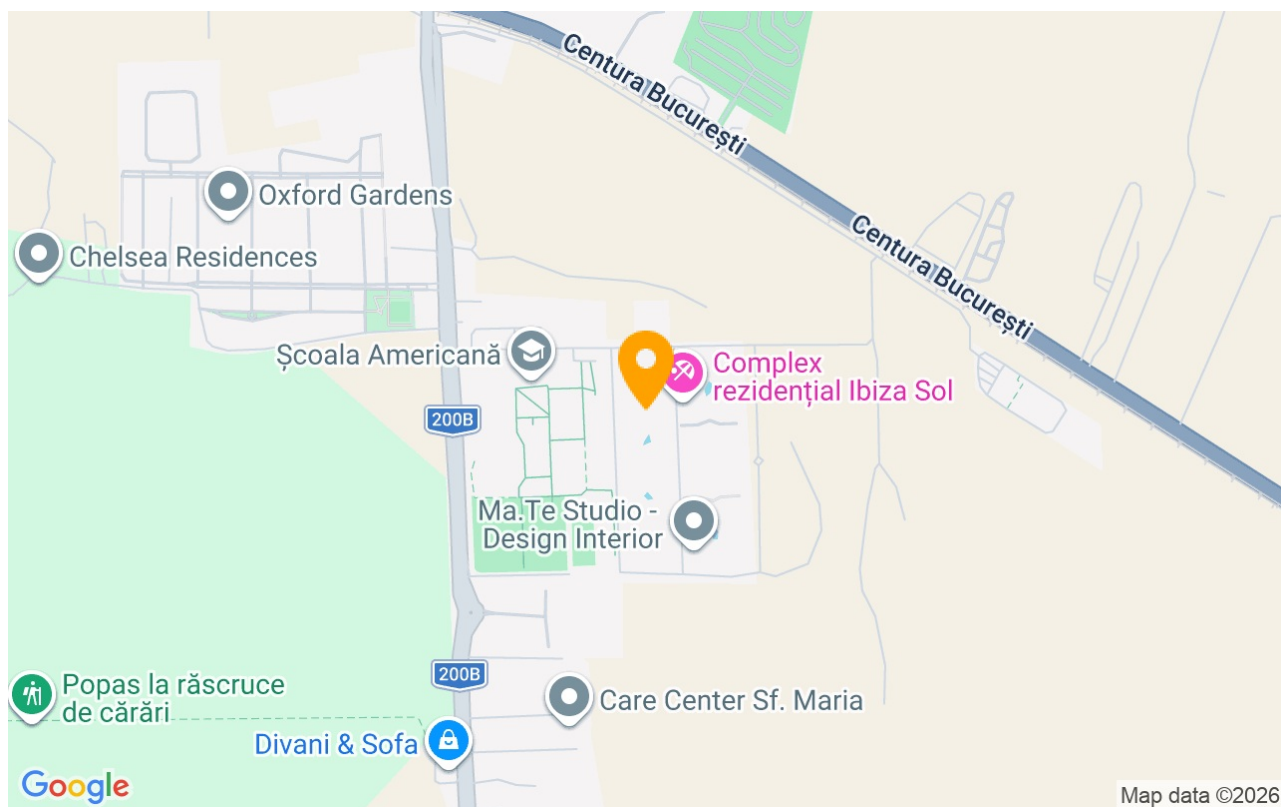 Centura București
Oxford Gardens
Chelsea Residences
Centura București
Școala Americană
Complex
rezidențial Ibiza Sol
200B
Ma.Te Studio -
Design Interior
200B
Popas la răscruce
de cărări
Care Center Sf. Maria
Divani & Sofa
Google
Map data ©2026